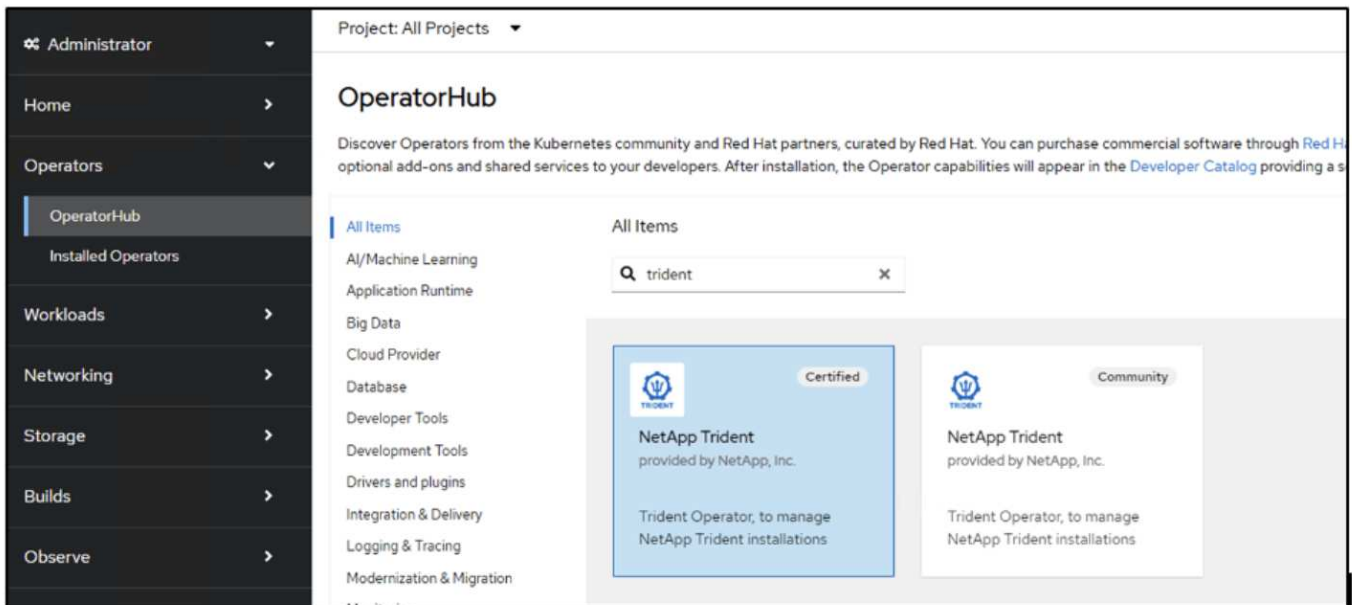 Administrator
Home
Operators
OperatorHub
Installed Operators
Workloads
Networking
Storage
Builds
Observe
Project: All Projects
OperatorHub
Discover Operators from the Kubernetes community and Red Hat partners, curated by Red Hat. You can purchase commercial software through Red
optional add-ons and shared services to your developers. After installation, the Operator capabilities will appear in the Developer Catalog providing a
All Items
AI/Machine Learning
Application Runtime
Big Data
Cloud Provider
Database
Developer Tools
Development Tools
Drivers and plugins
Integration & Delivery
Logging & Tracing
Modernization & Migration
All Items
trident
TRIDENT
Certified
NetApp Trident
provided by NetApp, Inc.
Trident Operator, to manage
NetApp Trident installations
TRIDENT
Community
NetApp Trident
provided by NetApp, Inc.
Trident Operator, to manage
NetApp Trident installations